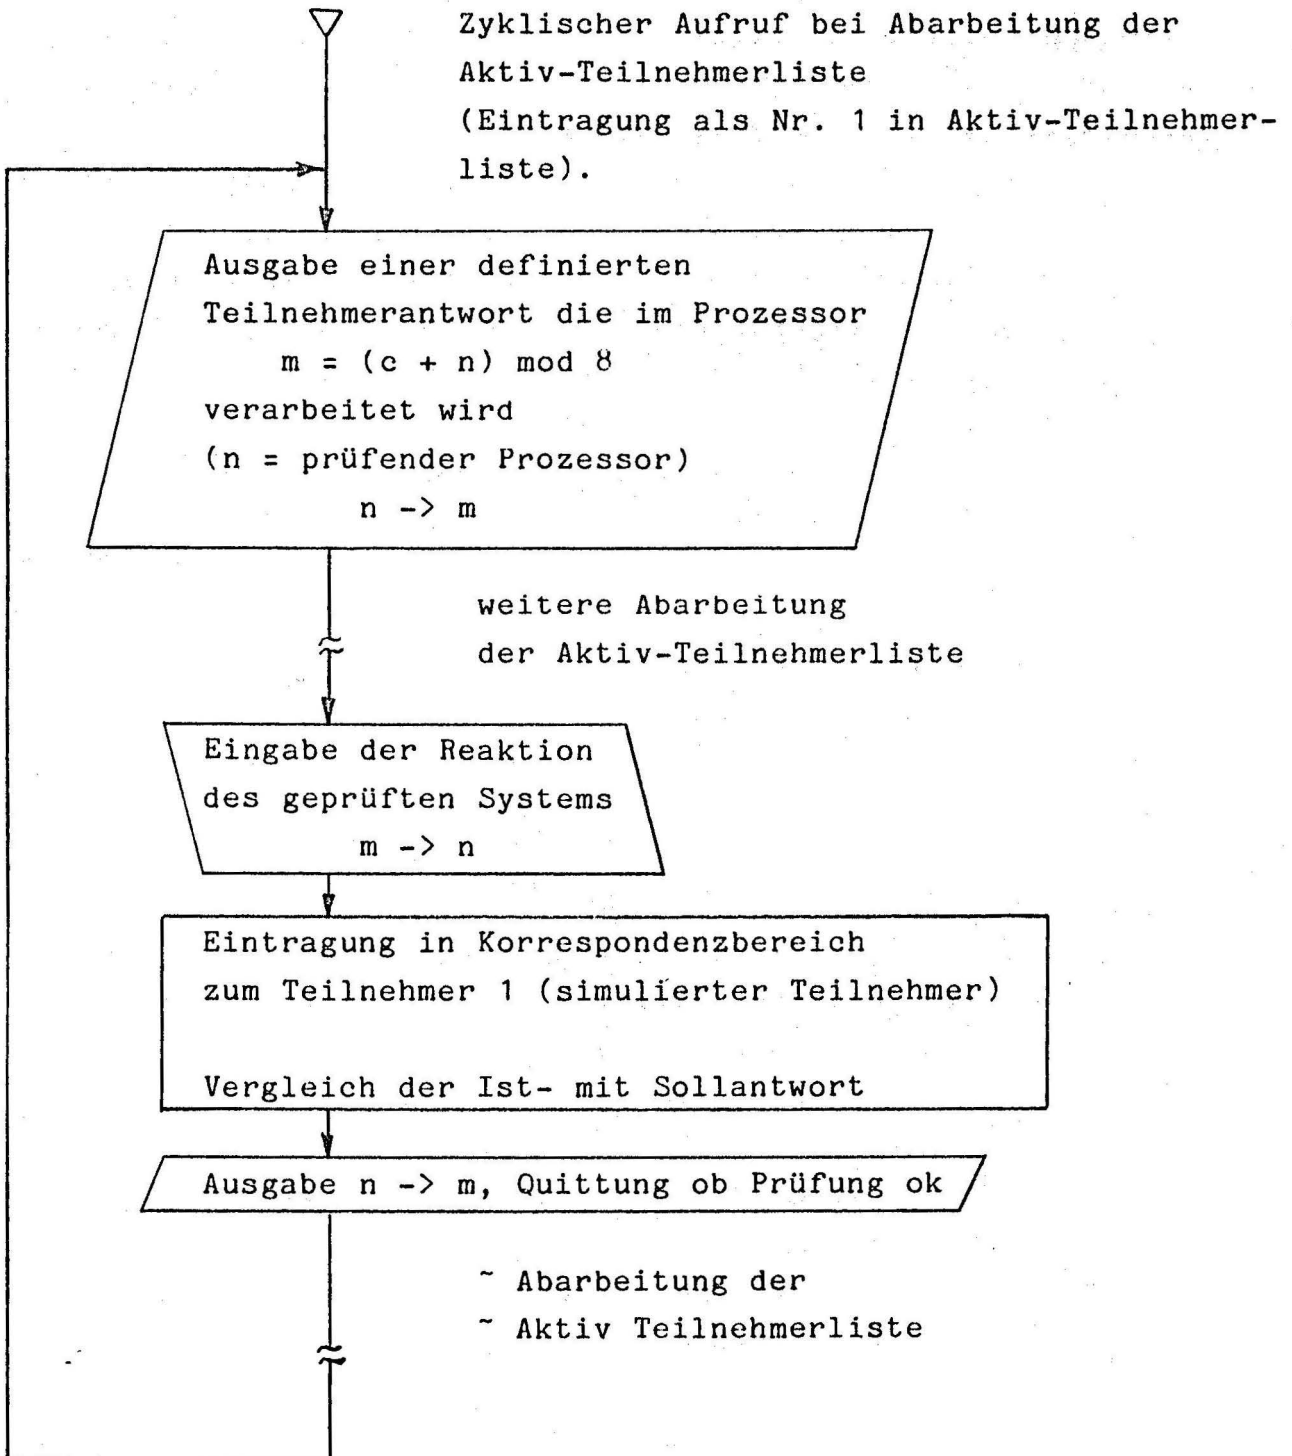 Zyklischer Aufruf bei Abarbeitung der
Aktiv-Teilnehmerliste
(Eintragung als Nr. 1 in Aktiv-Teilnehmer-
liste).
Ausgabe einer definierten
Teilnehmerantwort die im Prozessor
m = (c + n) mod 8
verarbeitet wird
(n = prüfender Prozessor)
n -> m
weitere Abarbeitung
der Aktiv-Teilnehmerliste
Eingabe der Reaktion
des geprüften Systems
m -> n
Eintragung in Korrespondenzbereich
zum Teilnehmer 1 (simulierter Teilnehmer)
Vergleich der Ist- mit Sollantwort
Ausgabe n -> m, Quittung ob Prüfung ok
~ Abarbeitung der
~ Aktiv Teilnehmerliste